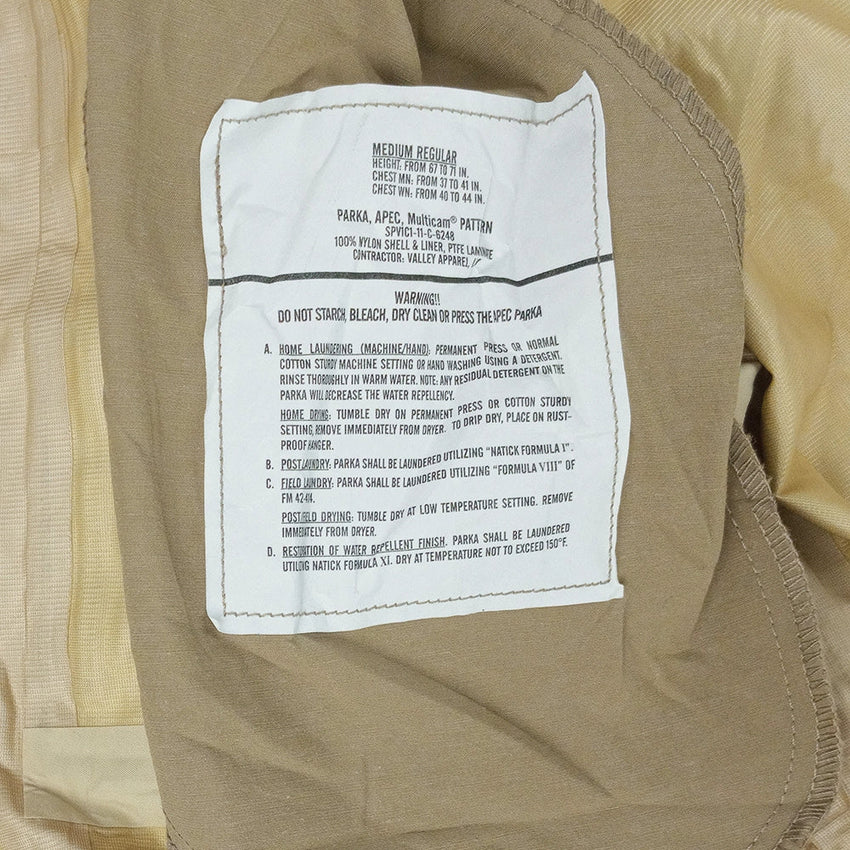 MEDIUM REGULAR
HEIGHT: FROM 67 TO 71 IN.
CHEST MN: FROM 37 TO 41 IN.
CHEST WN: FROM 40 TO 44 IN.
PARKA, APEC, Multicam® PATTRN
SPVIC1-11-C-6248
100% NYLON SHELL & LINER, PTFE LAMINATE
CONTRACTOR: VALLEY APPAREL,
WARNING!!
DO NOT STARCH, BLEACH, DRY CLEAN OR PRESS THE APEC PARKA
A. HOME LAUNDERING (MACHINE/HAND): PERMANENT PRESS OR NORMAL
COTTON STURDY MACHINE SETTING OR HAND WASHING USING A DETERGENT.
RINSE THOROUGHLY IN WARM WATER. NOTE: ANY RESIDUAL DETERGENT ON THE
PARKA WILL DECREASE THE WATER REPELLENCY.
HOME DRYING: TUMBLE DRY ON PERMANENT PRESS OR COTTON STURDY
SETTING, REMOVE IMMEDIATELY FROM DRYER. TO DRIP DRY, PLACE ON RUST-
PROOF HANGER.
B. POST LAUNDRY: PARKA SHALL BE LAUNDERED UTILIZING "NATICK FORMULA I".
C. FIELD LAUNDRY: PARKA SHALL BE LAUNDERED UTILIZING "FORMULA VIII" OF
FM 42-414.
POST/FIELD DRYING: TUMBLE DRY AT LOW TEMPERATURE SETTING. REMOVE
IMMEDIATELY FROM DRYER.
D. RESTORATION OF WATER REPELLENT FINISH. PARKA SHALL BE LAUNDERED
UTILIZING NATICK FORMULA XI. DRY AT TEMPERATURE NOT TO EXCEED 150°F.